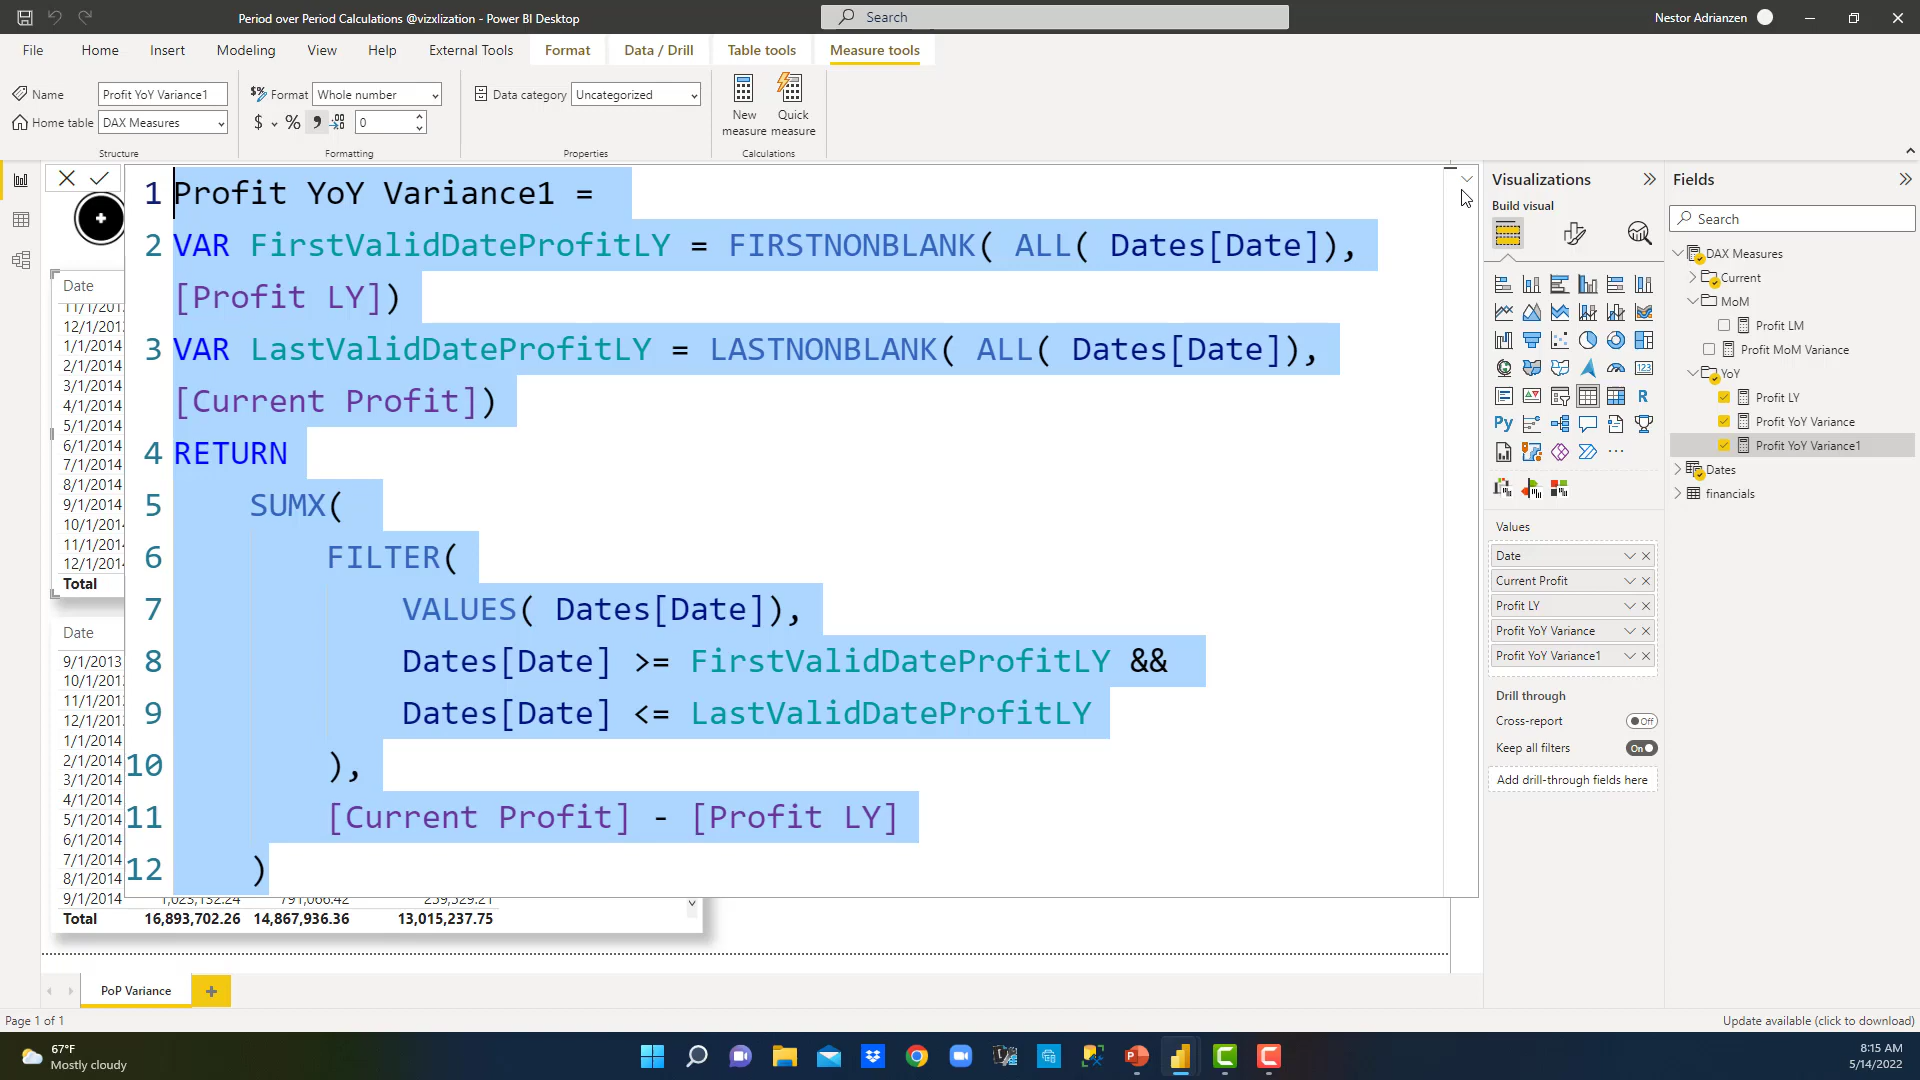 Period over Period Calculations @vizxlization - Power BI Desktop
Search
Nestor Adrianzen
File
Home
Insert
Modeling
View
Help
External Tools
Format
Data / Drill
Table tools
Measure tools
Name
Profit YoY Variance1
Home table
DAX Measures
Structure
Format
Whole number
$
%
0
Formatting
Data category
Uncategorized
Properties
New
measure
Quick
measure
Calculations
1 Profit YoY Variance1 =
2 VAR FirstValidDateProfitLY = FIRSTNONBLANK( ALL( Dates[Date]),
[Profit LY])
3 VAR LastValidDateProfitLY = LASTNONBLANK( ALL( Dates[Date]),
[Current Profit])
4 RETURN
5 SUMX(
6 FILTER(
7 VALUES( Dates[Date]),
8 Dates[Date] >= FirstValidDateProfitLY &&
9 Dates[Date] <= LastValidDateProfitLY
10 ),
11 [Current Profit] - [Profit LY]
12 )
Date
1/1/2014
2/1/2014
3/1/2014
4/1/2014
5/1/2014
6/1/2014
7/1/2014
8/1/2014
9/1/2014
Total
Date
9/1/2013
1/1/2014
2/1/2014
3/1/2014
4/1/2014
5/1/2014
6/1/2014
7/1/2014
8/1/2014
9/1/2014
Total 16,893,702.26 14,867,936.36 13,015,237.75
PoP Variance
Page 1 of 1
Update available (click to download)
Visualizations
Build visual
R
Py
123
Values
Date
Current Profit
Profit LY
Profit YoY Variance
Profit YoY Variance1
Drill through
Cross-report
Off
Keep all filters
On
Add drill-through fields here
Fields
Search
DAX Measures
Current
MoM
Profit LM
Profit MoM Variance
YoY
Profit LY
Profit YoY Variance
Profit YoY Variance1
Dates
financials
67°F
Mostly cloudy
8:15 AM
5/14/2022